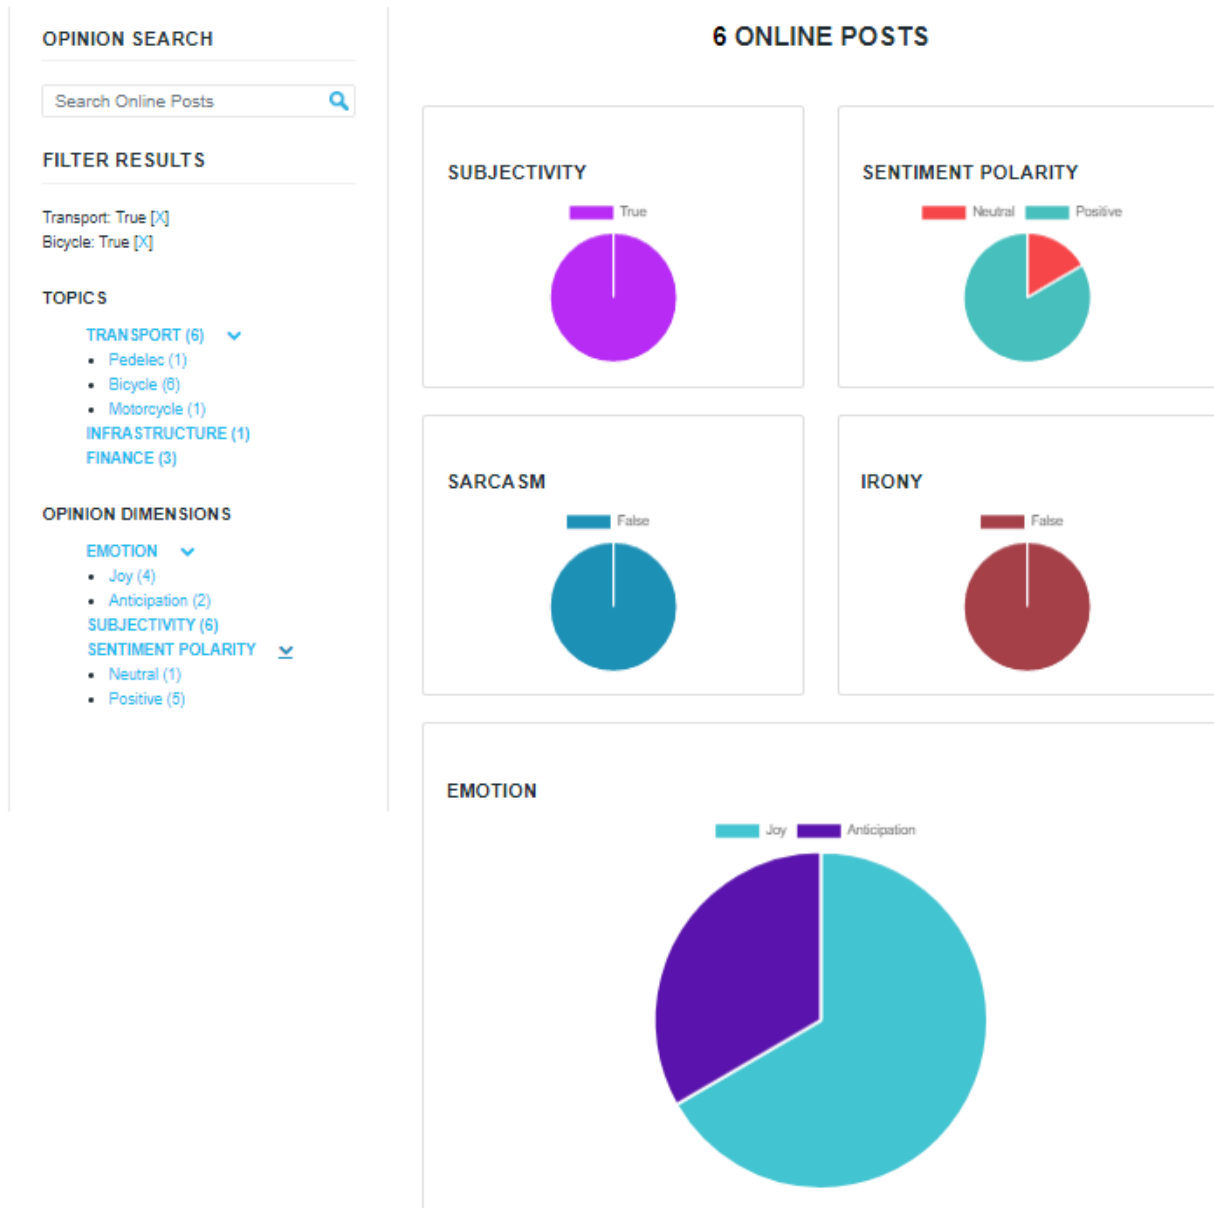 OPINION SEARCH
Search Online Posts
FILTER RESULTS
Transport: True [X]
Bicycle: True [X]
TOPICS
TRANSPORT (6)
Pedelec (1)
Bicycle (6)
Motorcycle (1)
INFRASTRUCTURE (1)
FINANCE (3)
OPINION DIMENSIONS
EMOTION
Joy (4)
Anticipation (2)
SUBJECTIVITY (6)
SENTIMENT POLARITY
Neutral (1)
Positive (5)
6 ONLINE POSTS
SUBJECTIVITY
True
SENTIMENT POLARITY
Neutral Positive
SARCASM
False
IRONY
False
EMOTION
Joy Anticipation